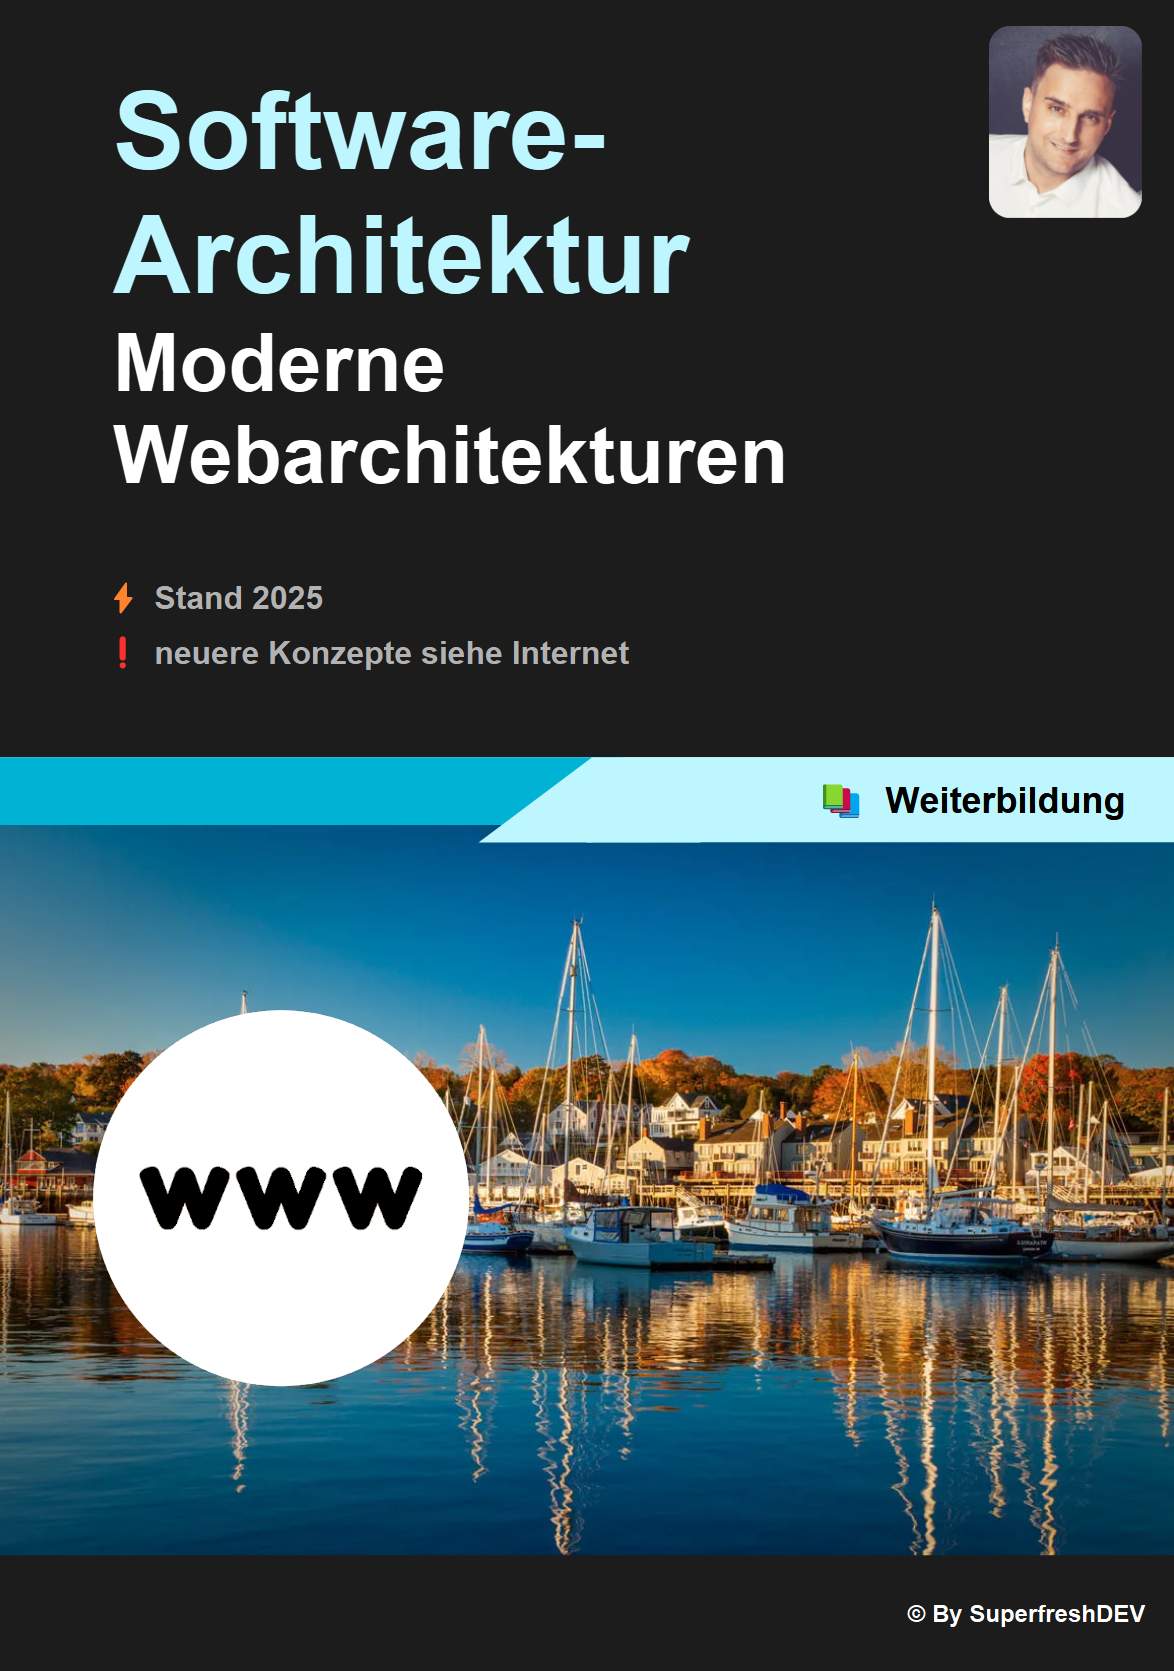 Software-
Architektur
Moderne
Webarchitekturen
Stand 2025
neuere Konzepte siehe Internet
Weiterbildung
www
© By SuperfreshDEV